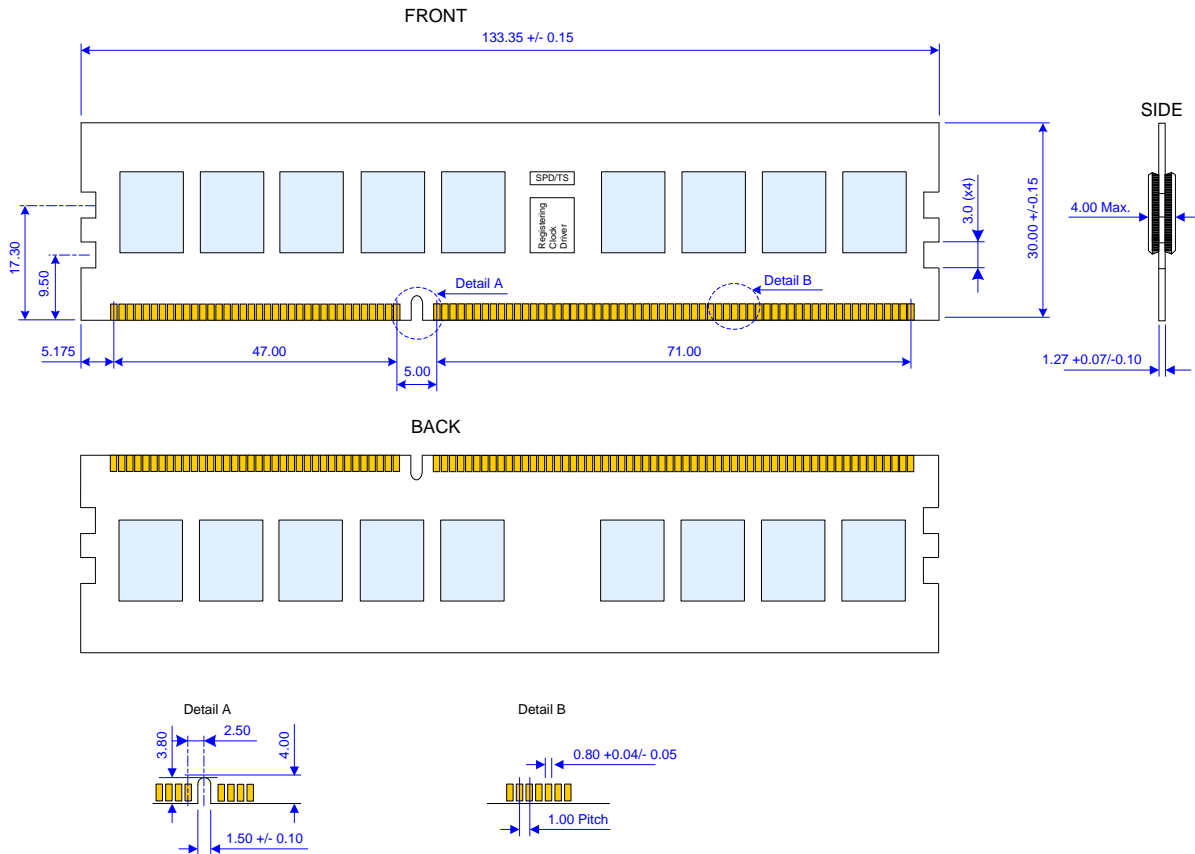 FRONT
133.35 +/- 0.15
SIDE
SPD/TS
Registering
Clock
Driver
17.30
9.50
3.0 (x4)
30.00 +/-0.15
4.00 Max.
Detail A
Detail B
5.175
47.00
71.00
5.00
1.27 +0.07/-0.10
BACK
Detail A
2.50
3.80
4.00
1.50 +/- 0.10
Detail B
0.80 +0.04/- 0.05
1.00 Pitch